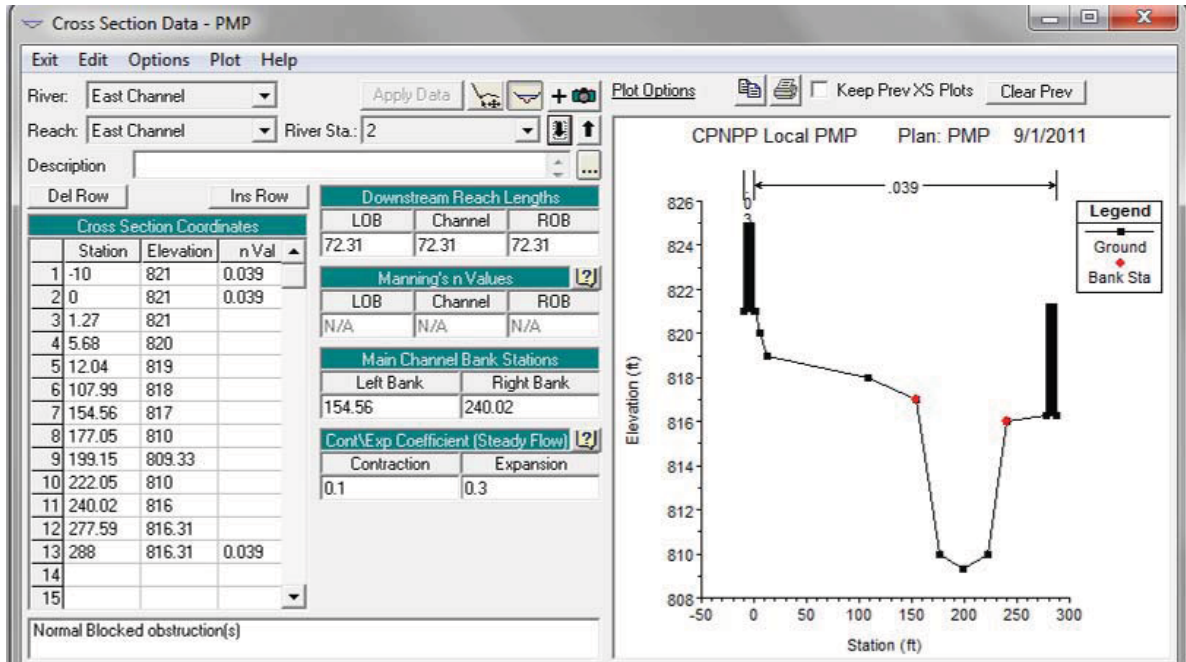 Cross Section Data - PMP
Exit Edit Options Plot Help
River: East Channel
Apply Data
Reach: East Channel River Sta.: 2
Description
...
Del Row Ins Row
Cross Section Coordinates
Station Elevation n Val
1 -10 821 0.039
2 0 821 0.039
3 1.27 821
4 5.68 820
5 12.04 819
6 107.99 818
7 154.56 817
8 177.05 810
9 199.15 809.33
10 222.05 810
11 240.02 816
12 277.59 816.31
13 288 816.31 0.039
14
15
Downstream Reach Lengths
LOB Channel ROB
72.31 72.31 72.31
Manning's n Values
LOB Channel ROB
N/A N/A N/A
Main Channel Bank Stations
Left Bank Right Bank
154.56 240.02
Cont\Exp Coefficient (Steady Flow)
Contraction Expansion
0.1 0.3
Normal Blocked obstruction(s)
Plot Options Keep Prev XS Plots Clear Prev
CPNPP Local PMP Plan: PMP 9/1/2011
.039
826
824
822
820
818
816
814
812
810
808
Elevation (ft)
-50 0 50 100 150 200 250 300
Station (ft)
Legend
Ground
Bank Sta